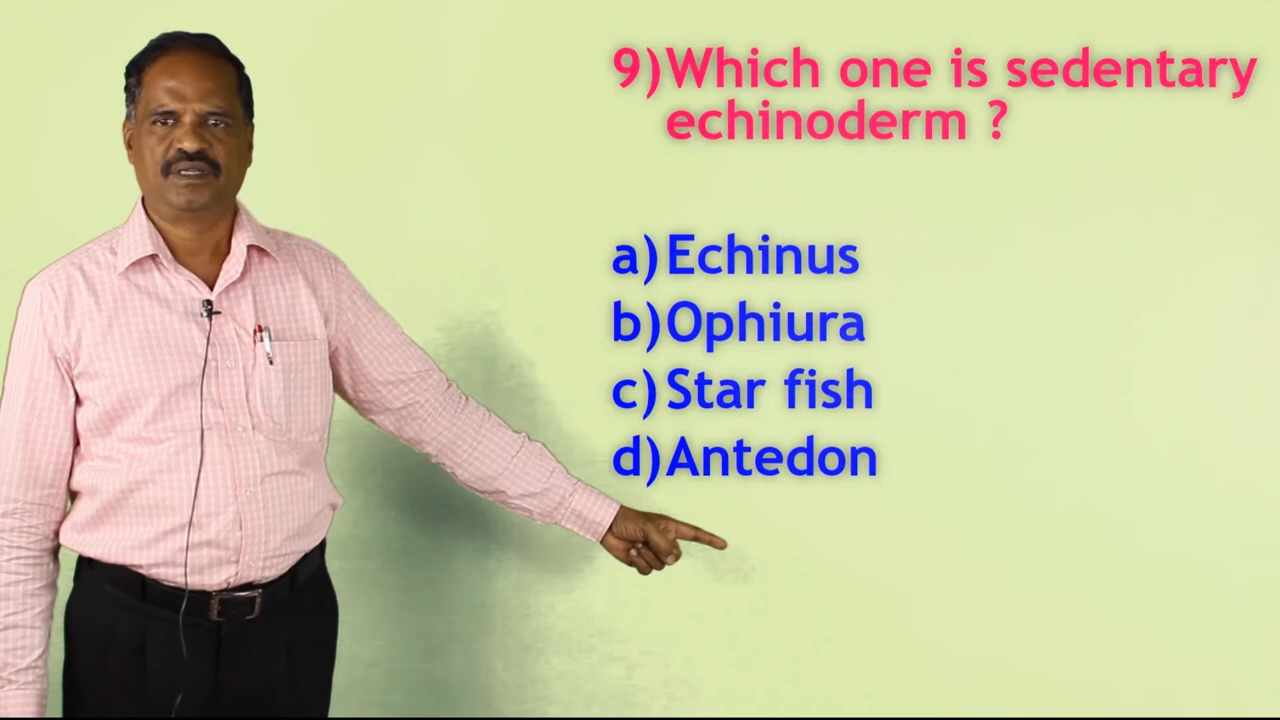 9)Which one is sedentary
echinoderm ?
a)Echinus
b)Ophiura
c)Star fish
d)Antedon